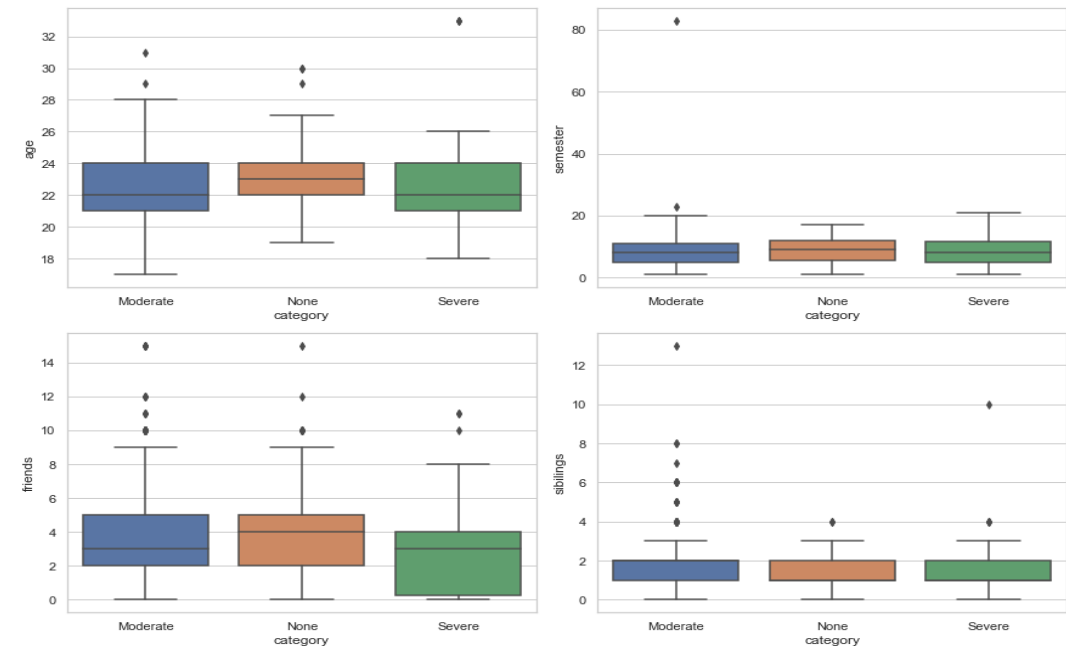 32
30
28
26
24
22
20
18
age
Moderate None Severe
category
80
60
40
20
0
semester
Moderate None Severe
category
14
12
10
8
6
4
2
0
friends
Moderate None Severe
category
12
10
8
6
4
2
0
sibilings
Moderate None Severe
category